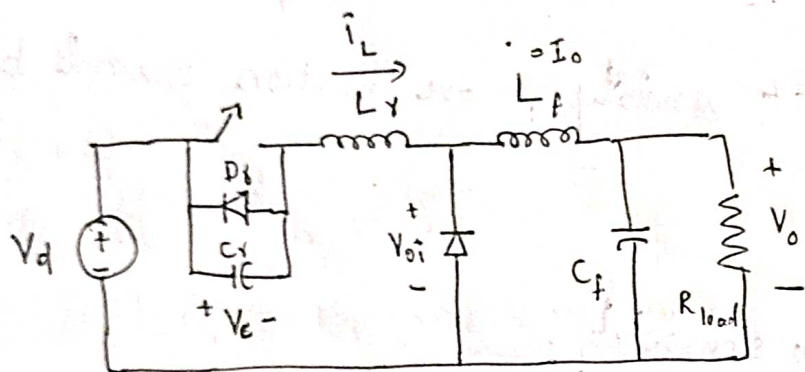 i_L
L_r
I_o
L_f
D_r
C_r
+ V_c -
V_d
+
-
+
V_oi
-
C_f
R_load
+
V_o
-